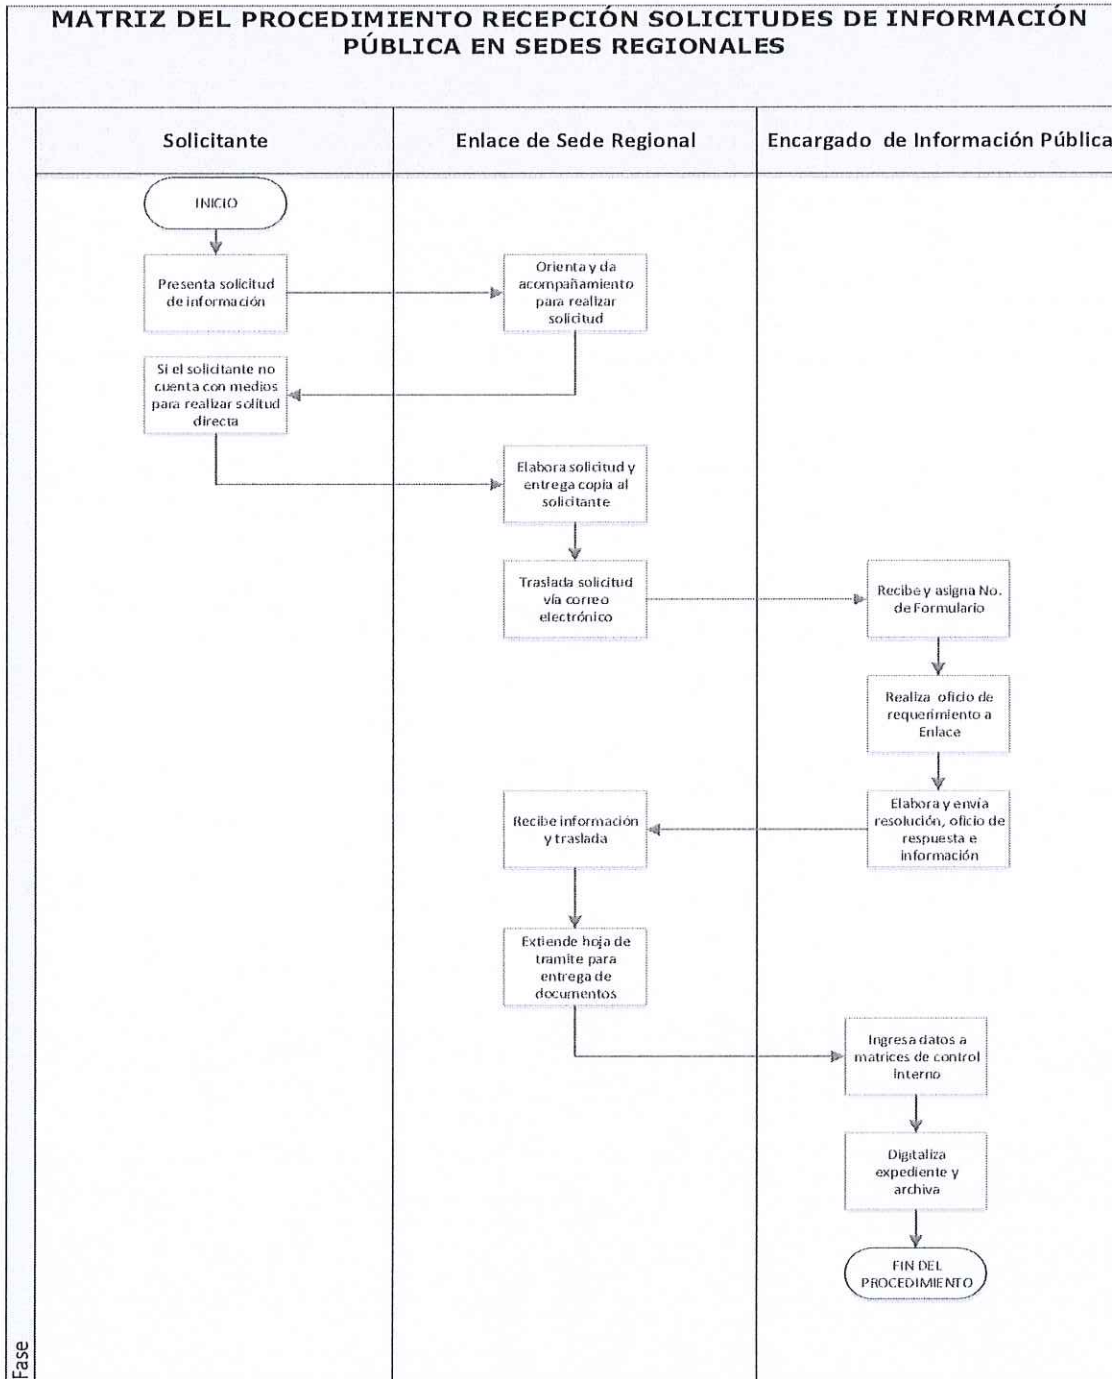 MATRIZ DEL PROCEDIMIENTO RECEPCIÓN SOLICITUDES DE INFORMACIÓN
PÚBLICA EN SEDES REGIONALES
Solicitante
Enlace de Sede Regional
Encargado de Información Pública
INICIO
Presenta solicitud
de información
Orienta y da
acompañamiento
para realizar
solicitud
Si el solicitante no
cuenta con medios
para realizar solitud
directa
Elabora solicitud y
entrega copia al
solicitante
Traslada solicitud
vía correo
electrónico
Recibe y asigna No.
de Formulario
Realiza oficio de
requerimiento a
Enlace
Elabora y envía
resolución, oficio de
respuesta e
información
Recibe información
y traslada
Extiende hoja de
tramite para
entrega de
documentos
Ingresa datos a
matrices de control
interno
Digitaliza
expediente y
archiva
FIN DEL
PROCEDIMIENTO
Fase